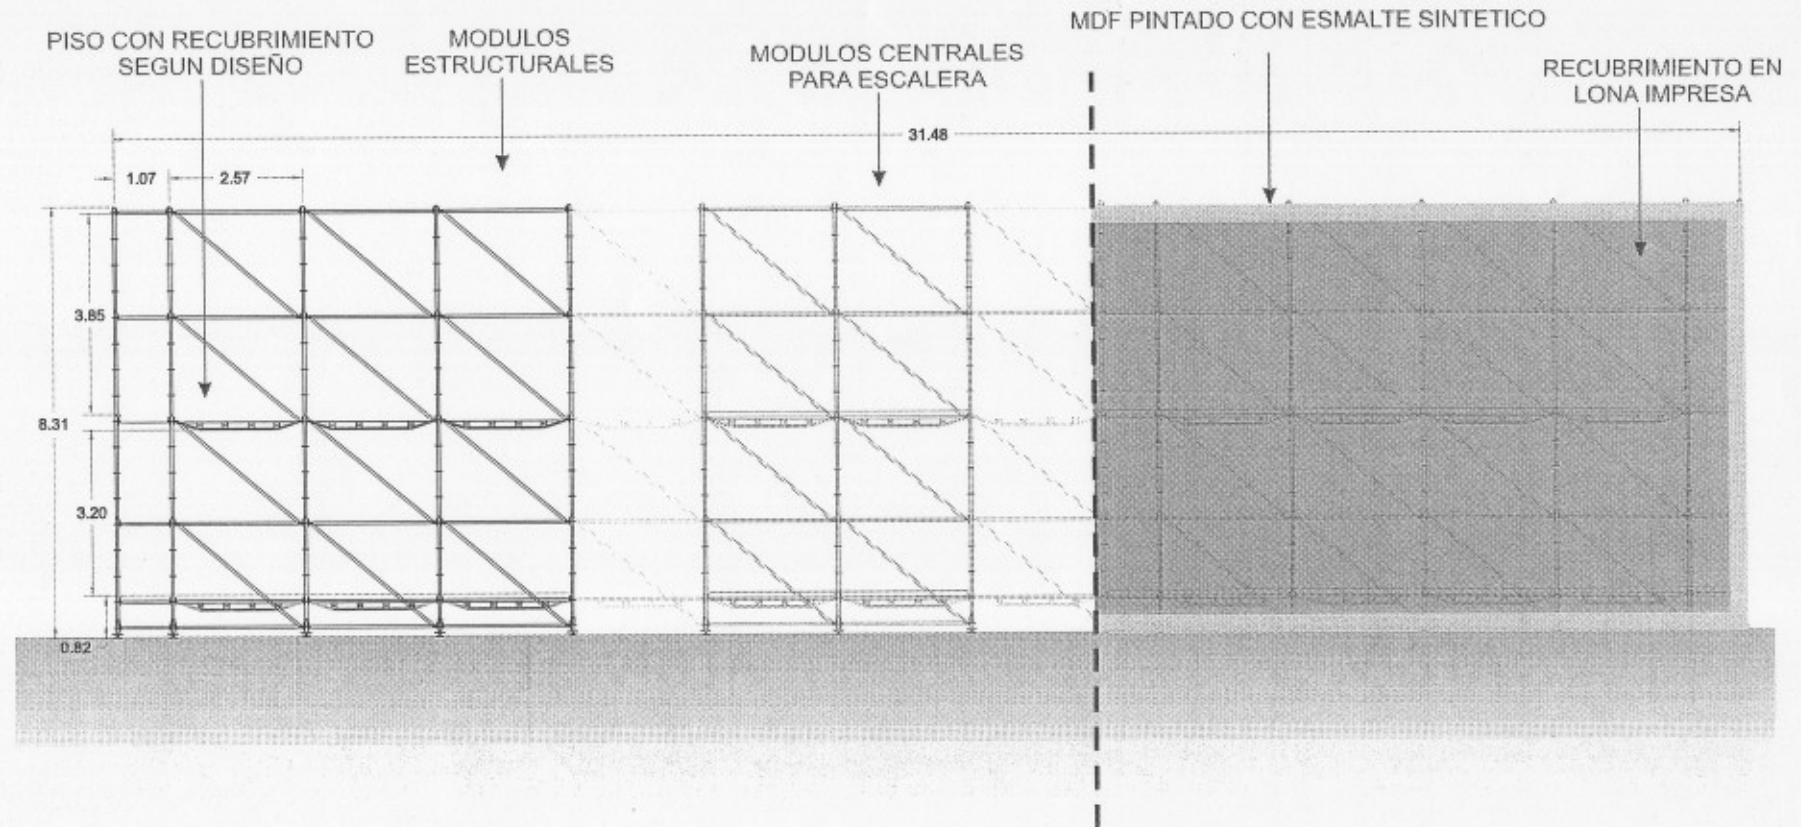 PISO CON RECUBRIMIENTO
SEGUN DISEÑO
MODULOS
ESTRUCTURALES
MODULOS CENTRALES
PARA ESCALERA
MDF PINTADO CON ESMALTE SINTETICO
RECUBRIMIENTO EN
LONA IMPRESA
31.48
1.07
2.57
3.85
8.31
3.20
0.82